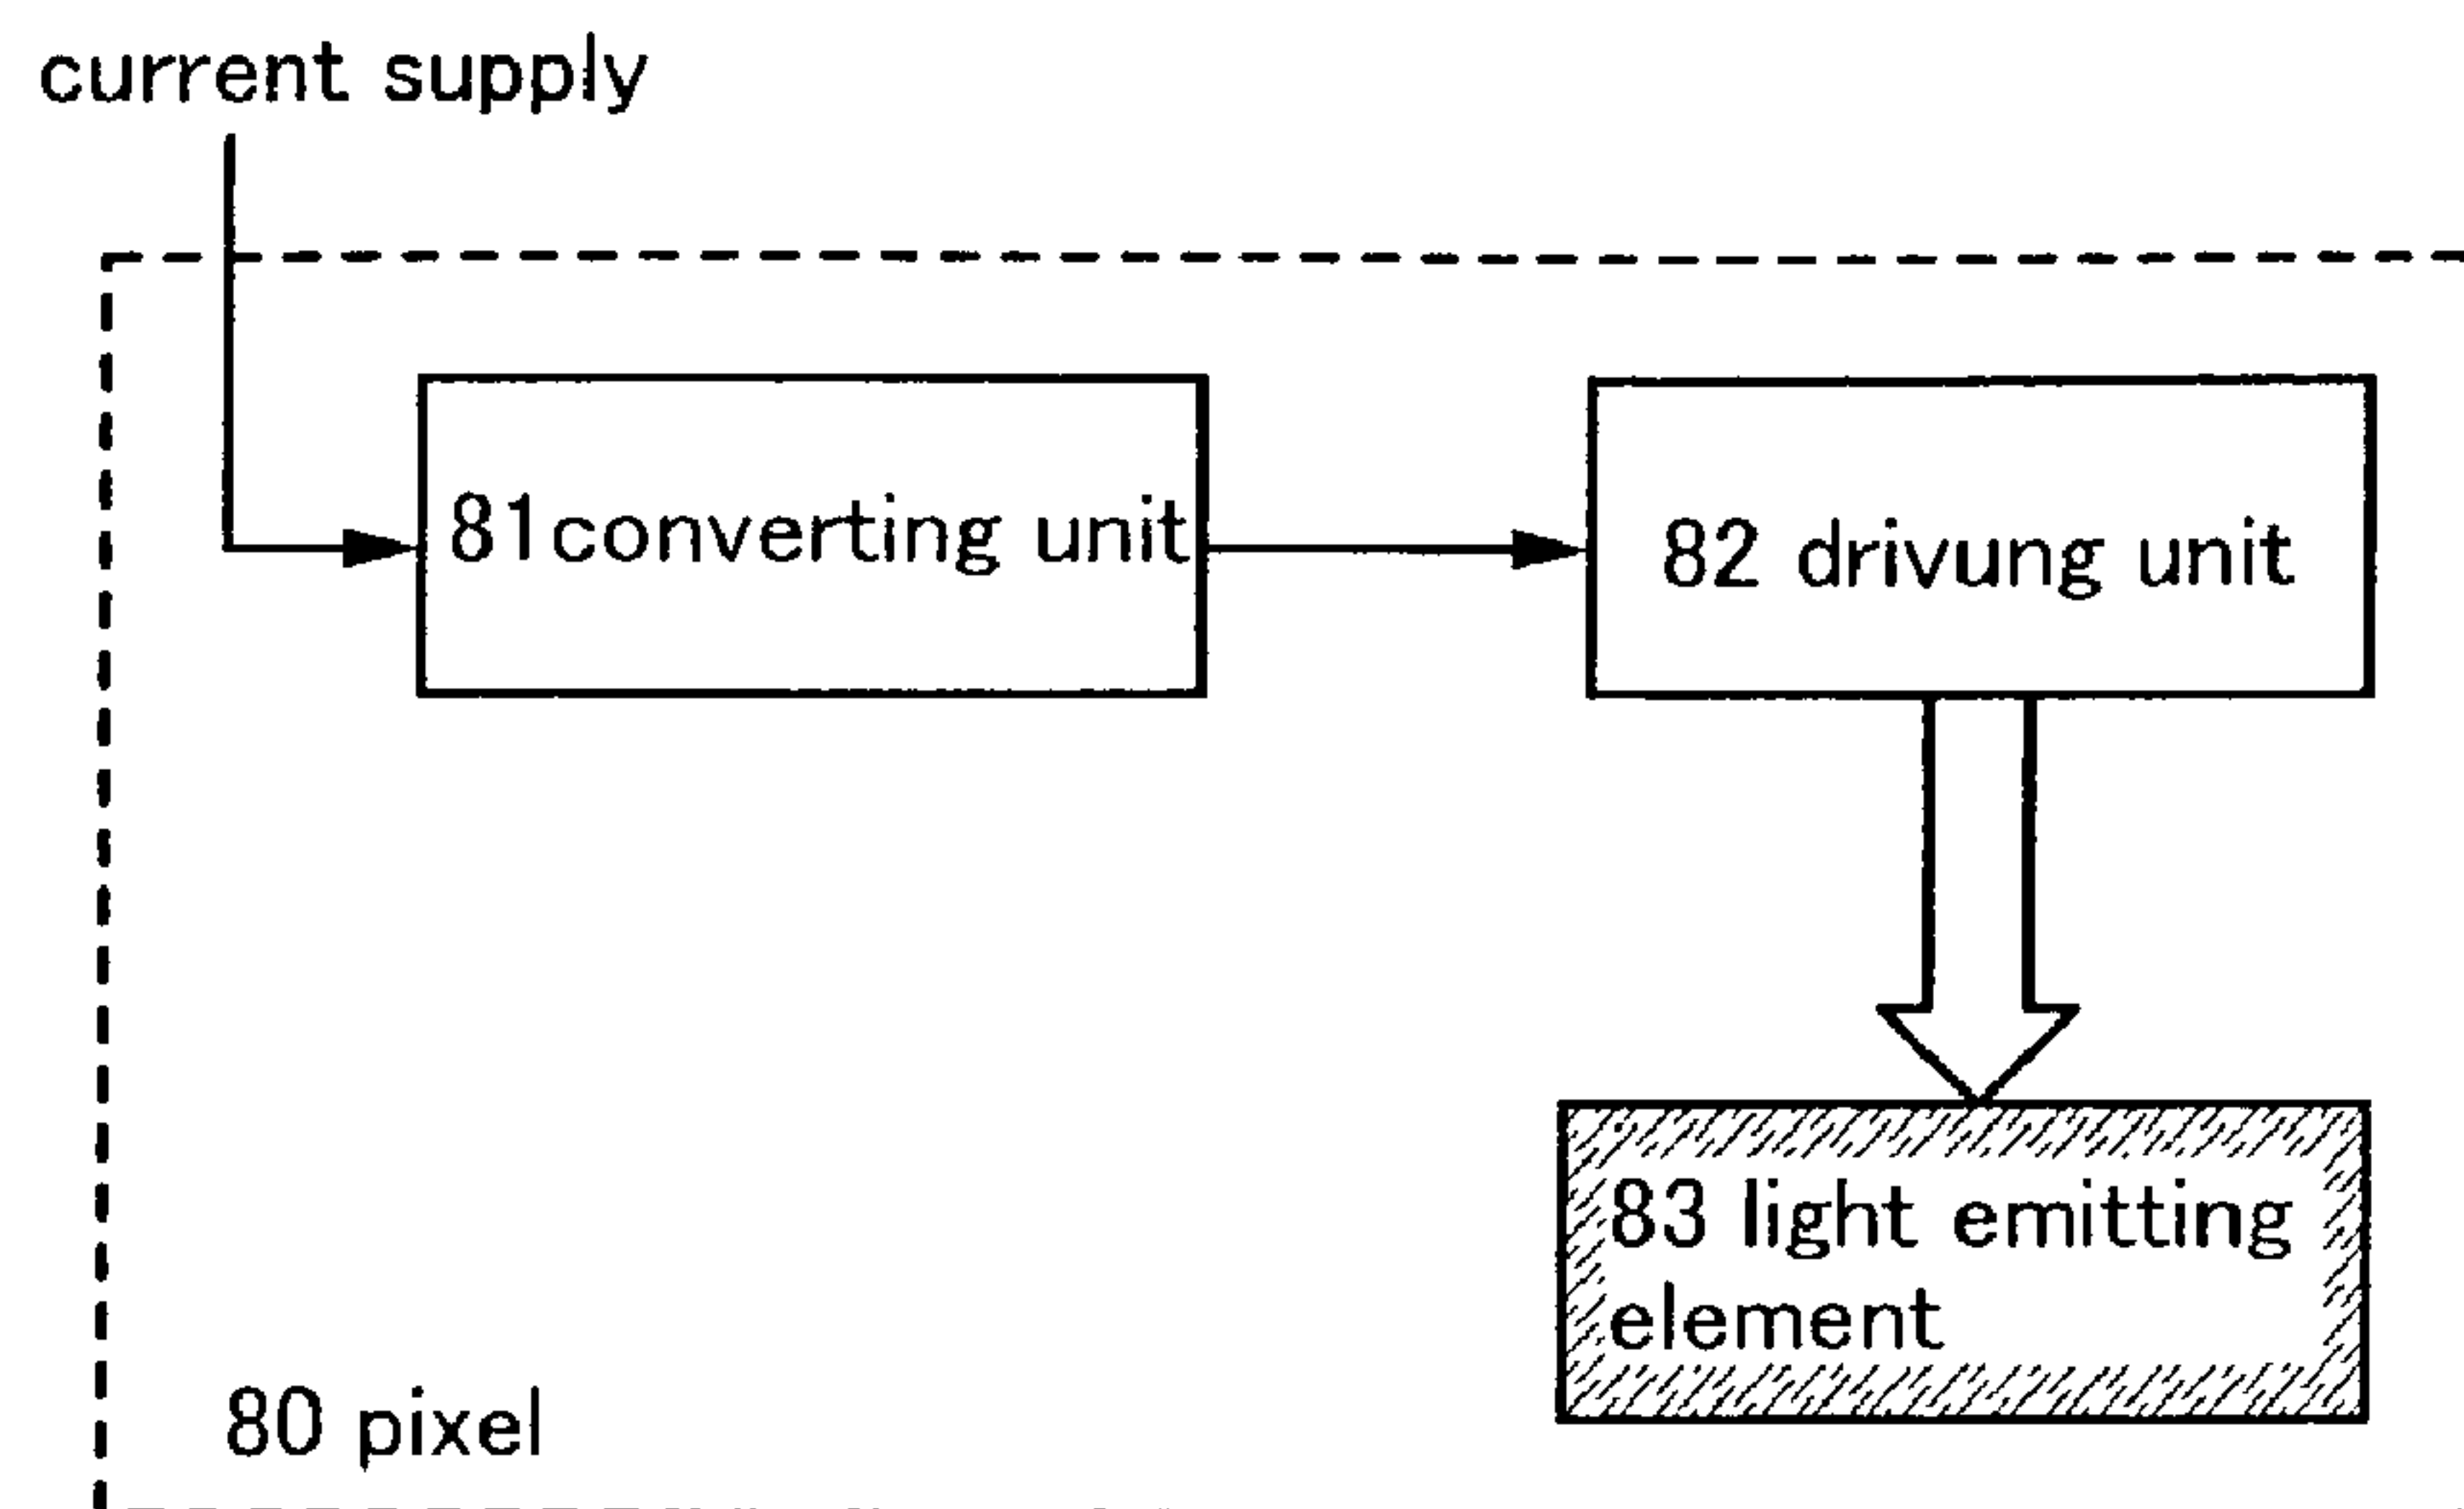 current supply
81converting unit
82 drivung unit
83 light emitting
element
80 pixel